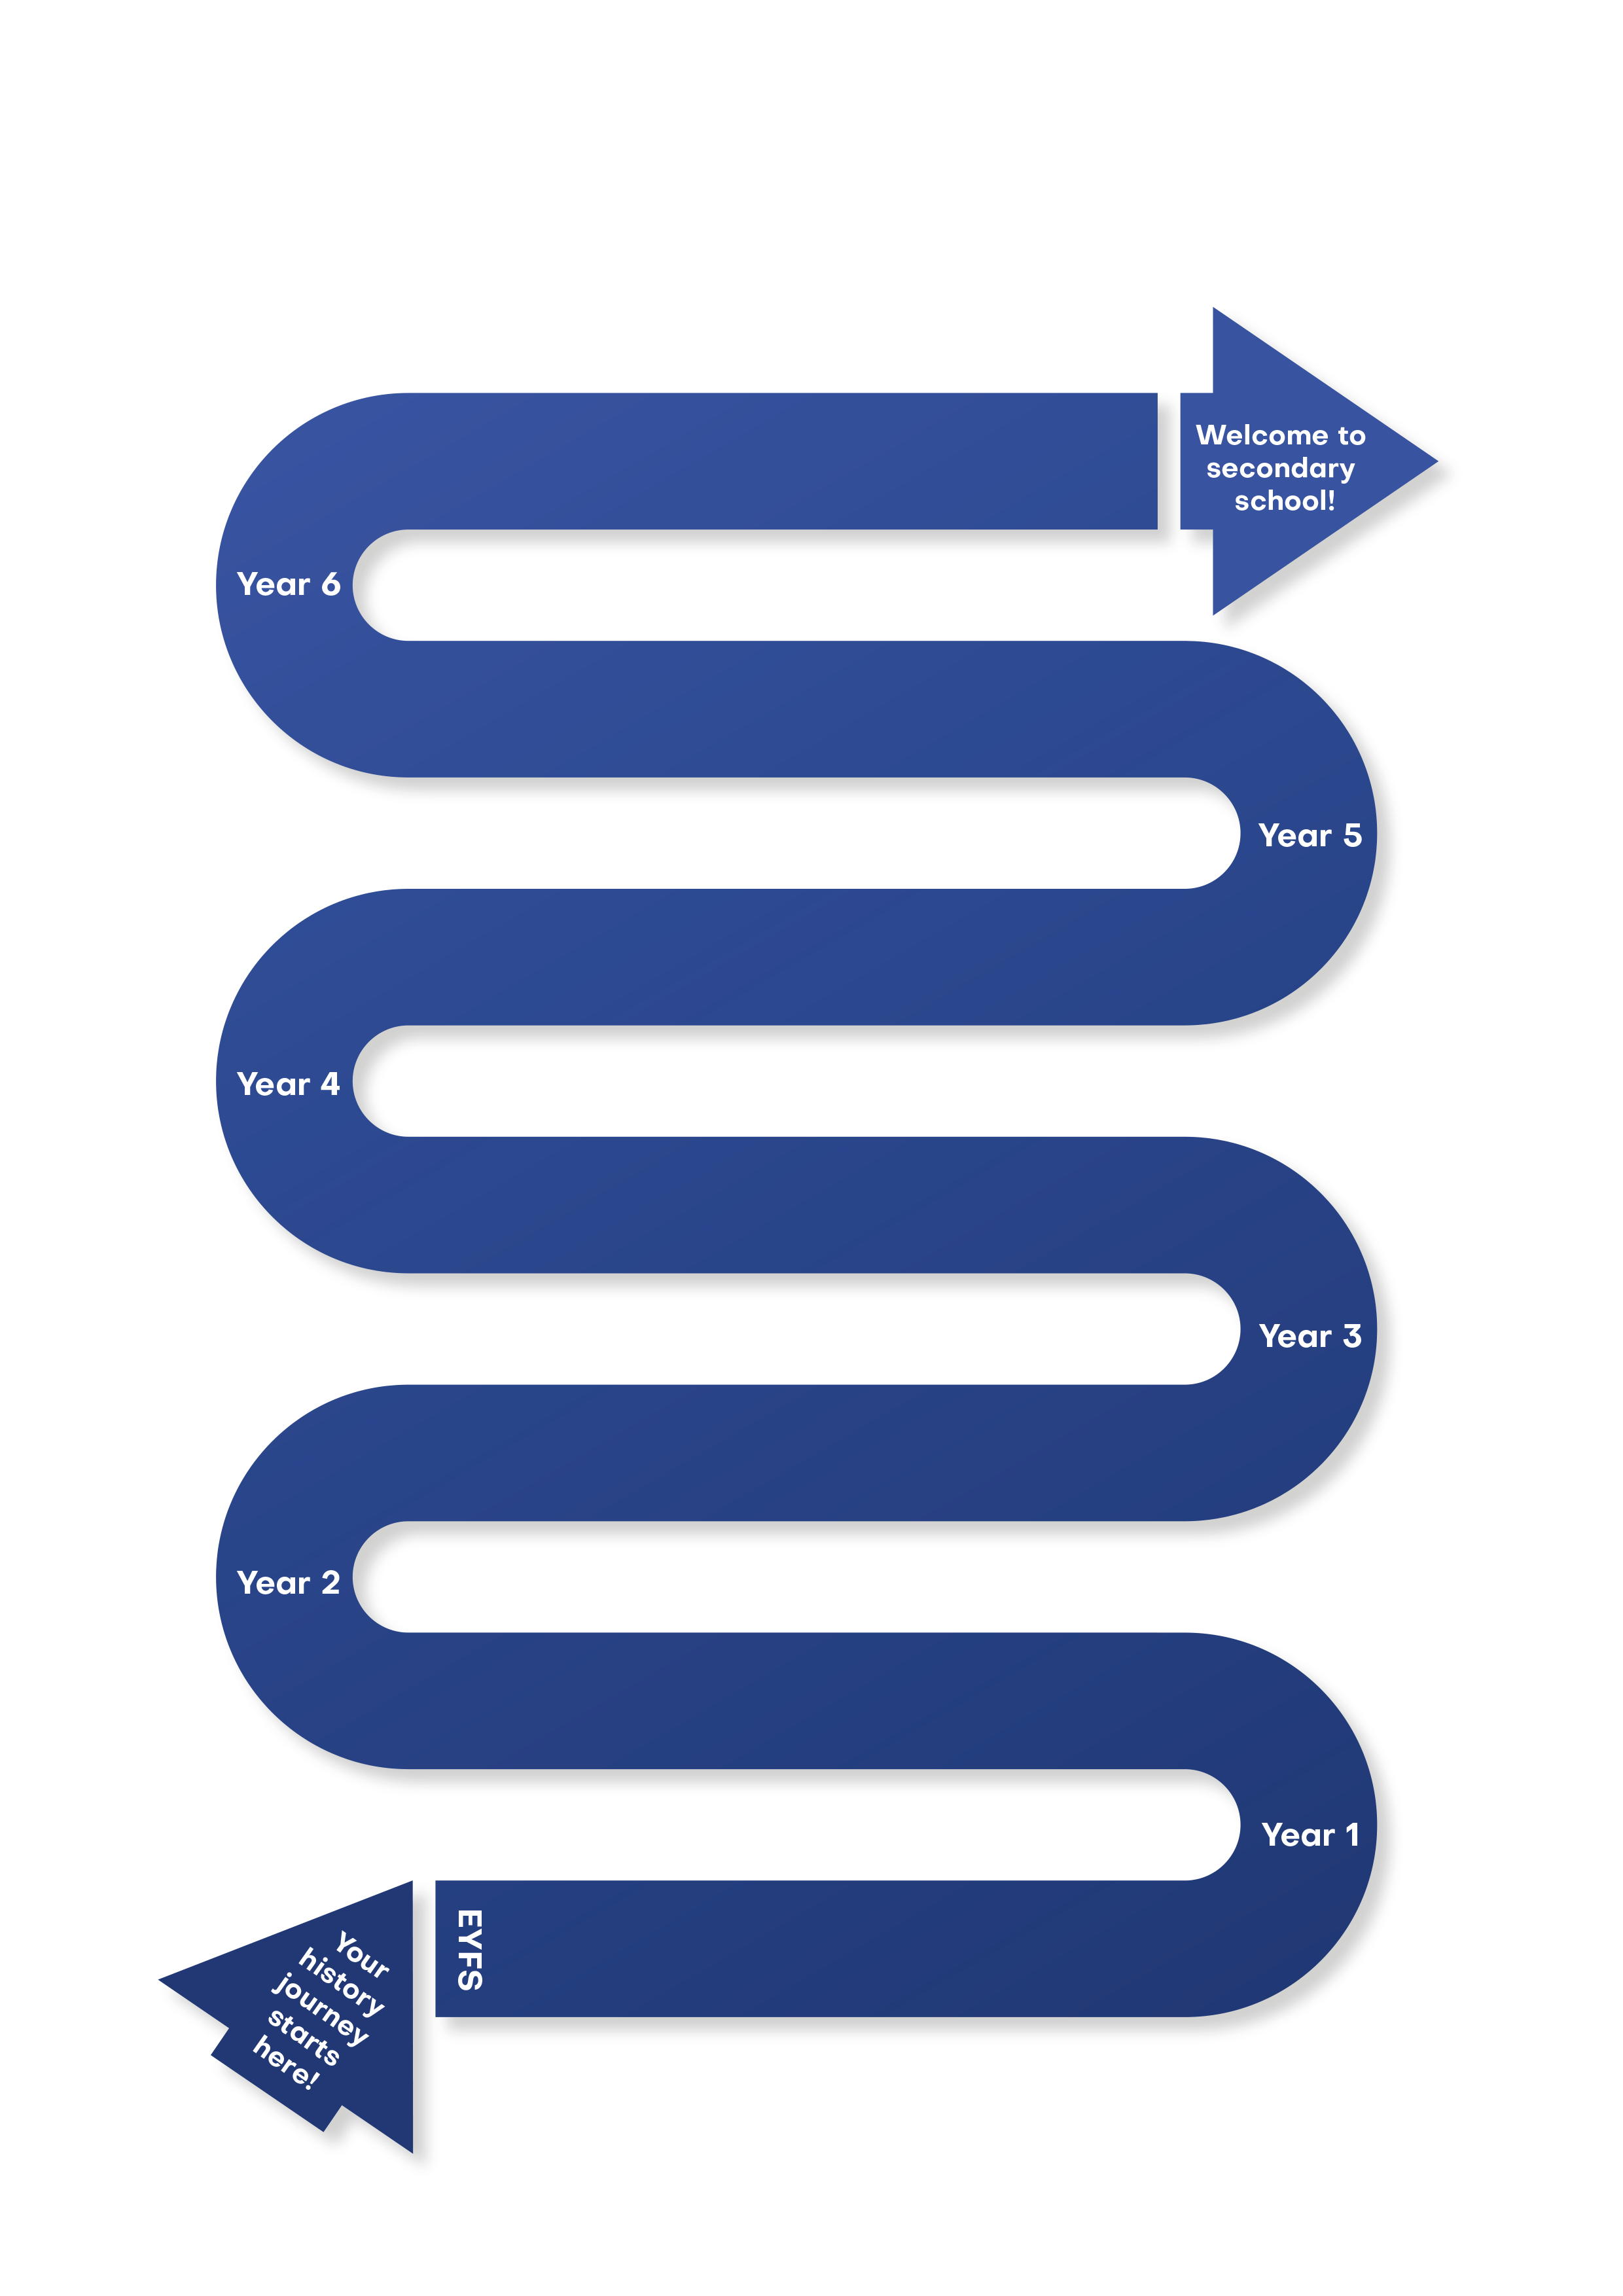 Welcome to
secondary
school!
Year 6
Year 5
Year 4
Year 3
Year 2
Year 1
EYFS
Your
history
journey
starts
here!